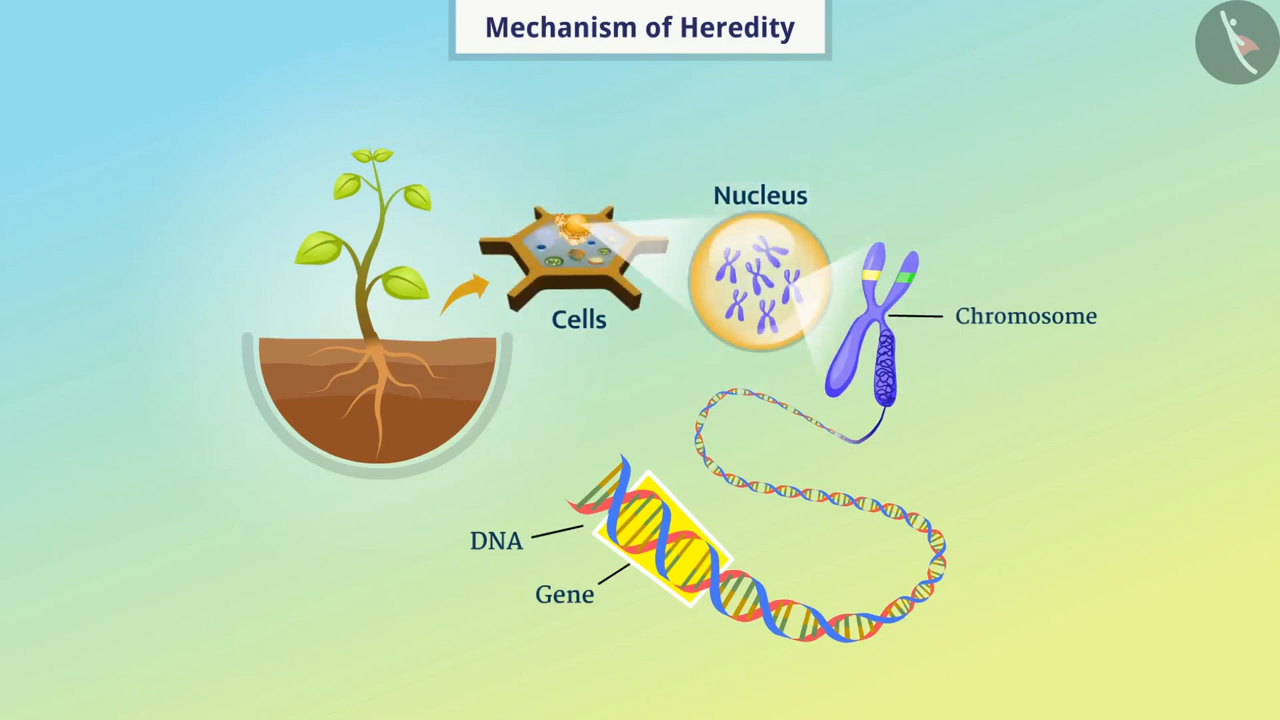 Mechanism of Heredity
Nucleus
Cells
Chromosome
DNA
Gene